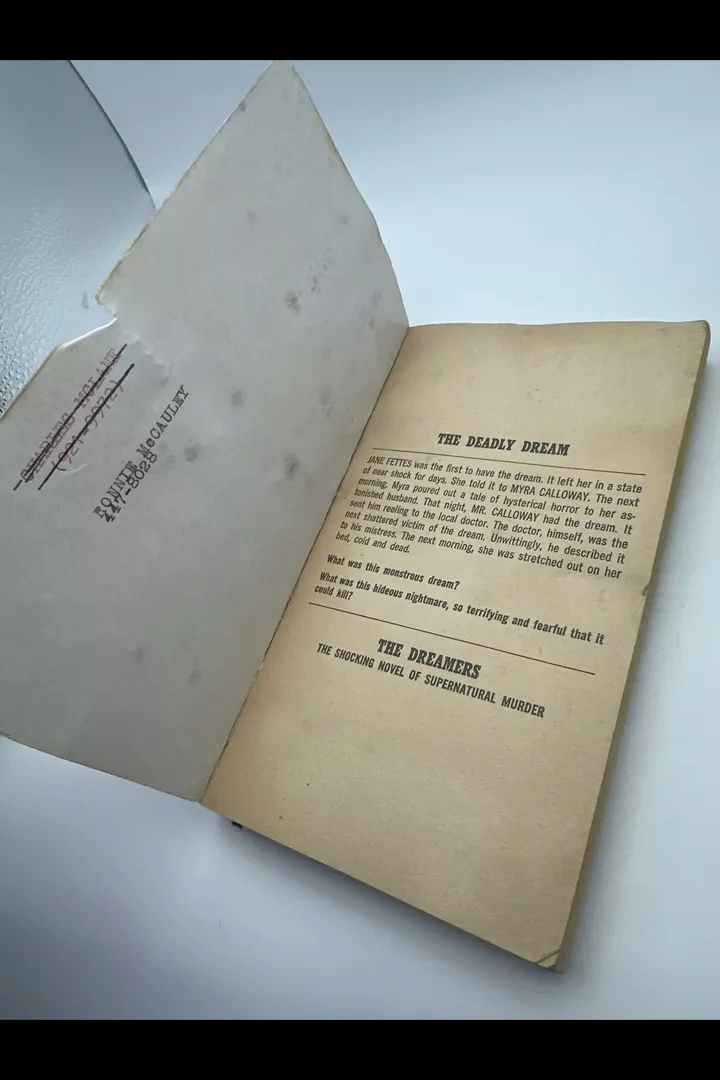 CHARLES McLANE
(921-9972)
RONNIE McCAULEY
447-8028
THE DEADLY DREAM
JANE FETTES was the first to have the dream. It left her in a state
of near shock for days. She told it to MYRA CALLOWAY. The next
morning, Myra poured out a tale of hysterical horror to her as-
tonished husband. That night, MR. CALLOWAY had the dream. It
sent him reeling to the local doctor. The doctor, himself, was the
next shattered victim of the dream. Unwittingly, he described it
to his mistress. The next morning, she was stretched out on her
bed, cold and dead.
What was this monstrous dream?
What was this hideous nightmare, so terrifying and fearful that it
could kill?
THE DREAMERS
THE SHOCKING NOVEL OF SUPERNATURAL MURDER